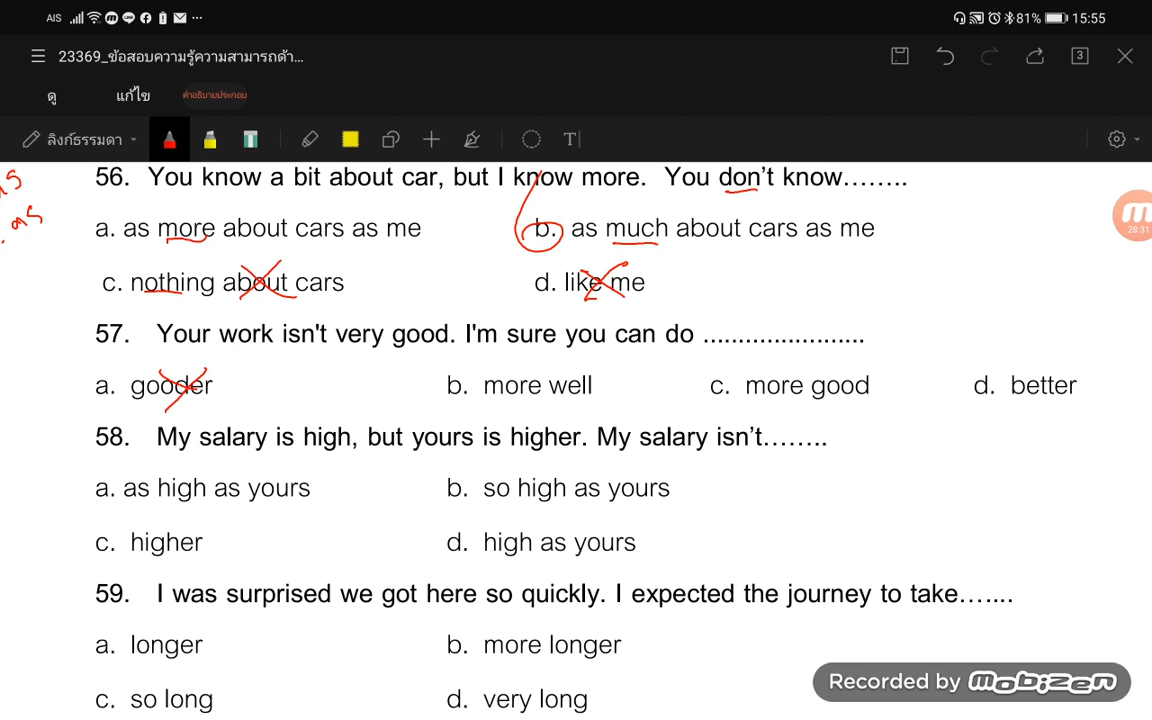 AIS ... 81% 15:55
23369_ข้อสอบความรู้ความสามารถด้า... 3
ดู แก้ไข คำอธิบายประกอบ
ลิงก์ธรรมดา T
as
. as
56. You know a bit about car, but I know more. You don't know........
a. as more about cars as me b. as much about cars as me
28:31
c. nothing about cars d. like me
57. Your work isn't very good. I'm sure you can do .......................
a. gooder b. more well c. more good d. better
58. My salary is high, but yours is higher. My salary isn't........
a. as high as yours b. so high as yours
c. higher d. high as yours
59. I was surprised we got here so quickly. I expected the journey to take.......
a. longer b. more longer
Recorded by mobizen
c. so long d. very long